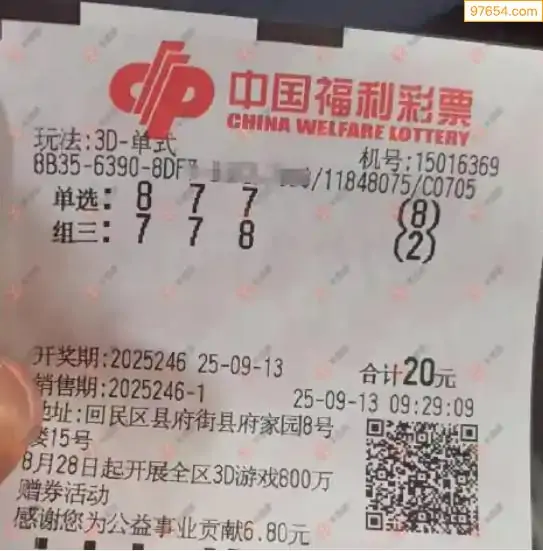 97654.com
中国福利彩票
CHINA WELFARE LOTTERY
玩法:3D-单式
机号:15016369
8B35-6390-8DF /11848075/C0705
单选: 8 7 7 (8)
组三: 7 7 8 (2)
开奖期:2025246 25-09-13 合计20元
销售期:2025246-1 25-09-13 09:29:09
地址:回民区县府街县府家园8号
楼15号
8月28日起开展全区3D游戏800万
赠券活动
感谢您为公益事业贡献6.80元